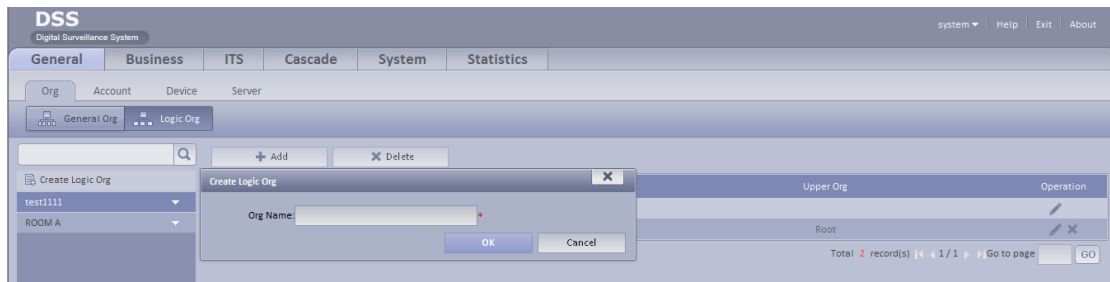 DSS
Digital Surveillance System
system Help Exit About
General Business ITS Cascade System Statistics
Org Account Device Server
General Org Logic Org
Add Delete
Create Logic Org
test1111
ROOM A
Create Logic Org
Org Name: *
OK Cancel
Upper Org Operation
Root
Total 2 record(s) 1 / 1 Go to page GO